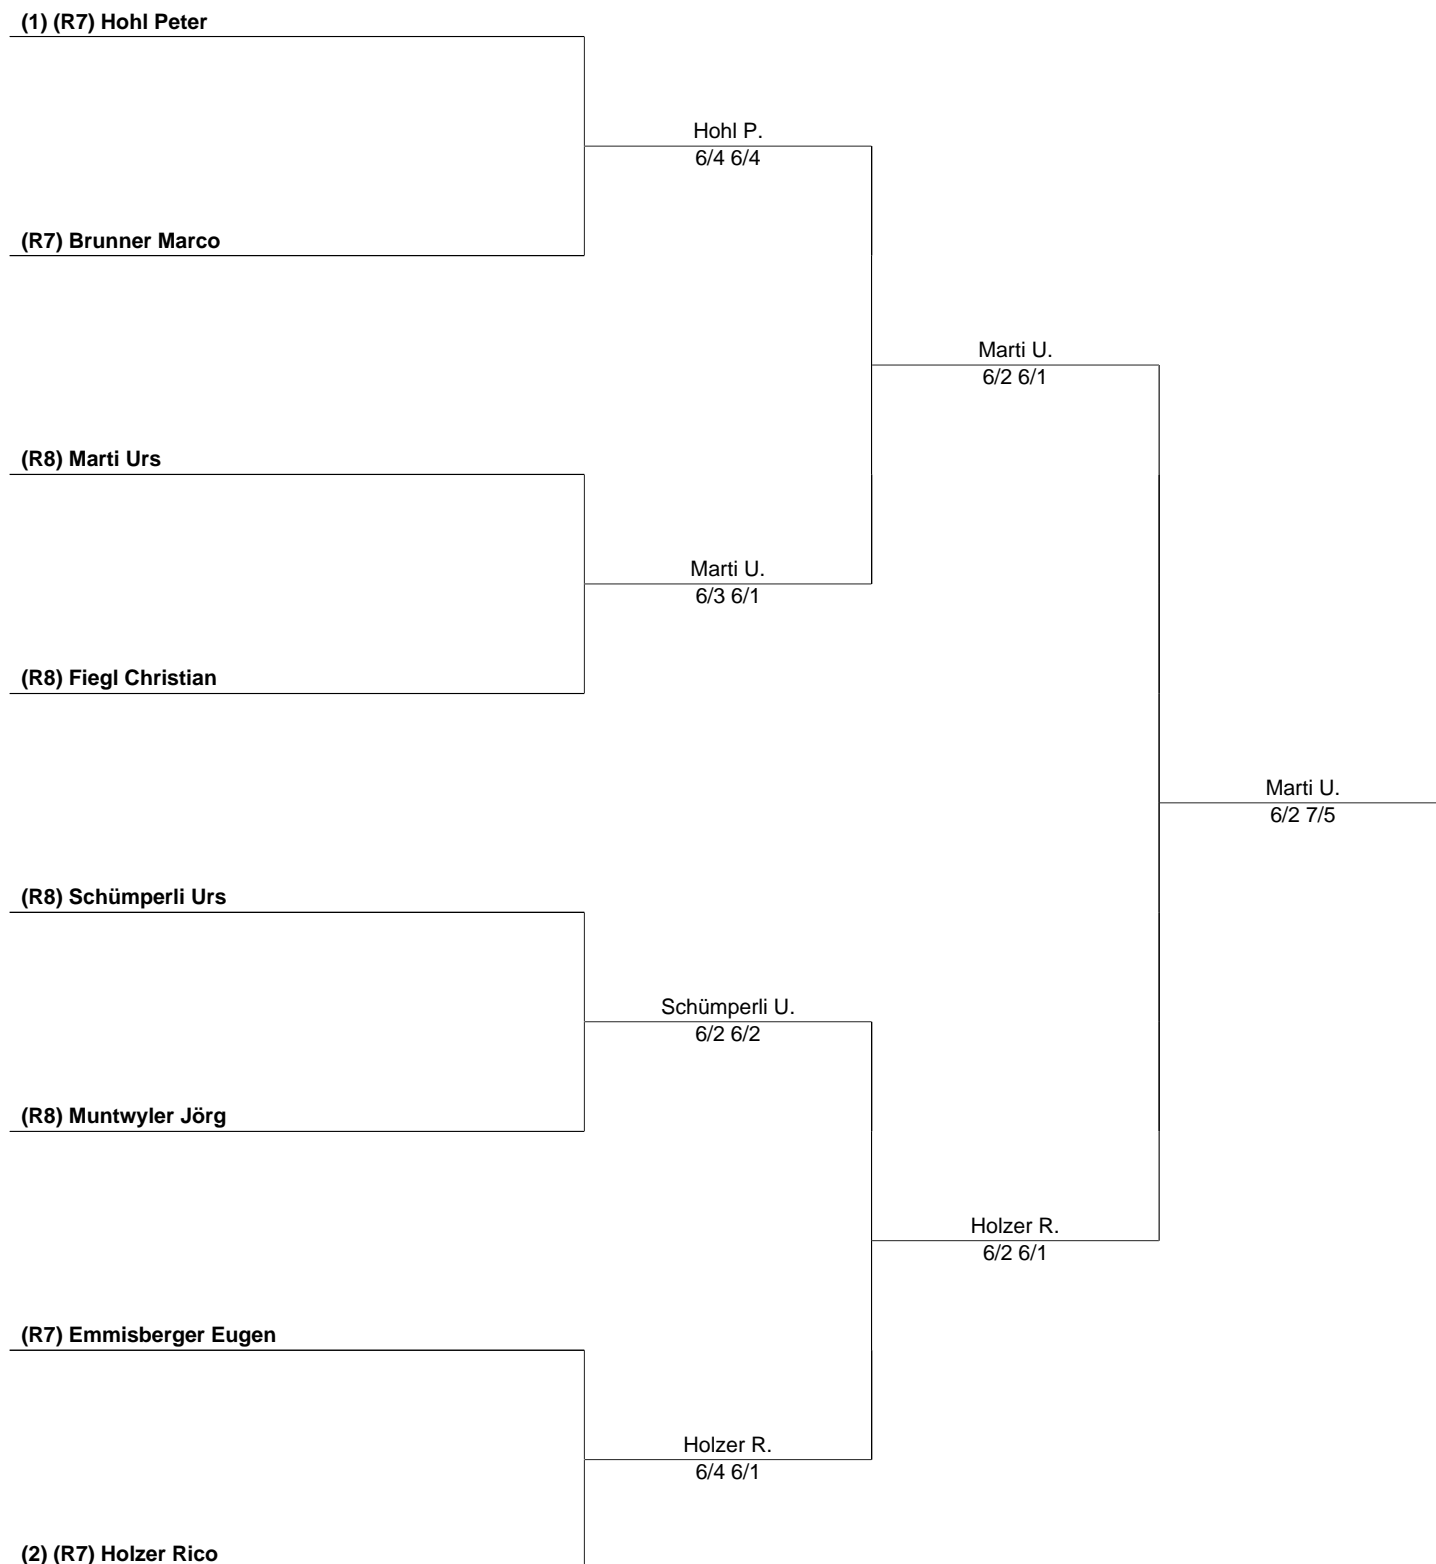 (1) (R7) Hohl Peter
Hohl P.
6/4 6/4
(R7) Brunner Marco
Marti U.
6/2 6/1
(R8) Marti Urs
Marti U.
6/3 6/1
(R8) Fiegl Christian
Marti U.
6/2 7/5
(R8) Schümperli Urs
Schümperli U.
6/2 6/2
(R8) Muntwyler Jörg
Holzer R.
6/2 6/1
(R7) Emmisberger Eugen
Holzer R.
6/4 6/1
(2) (R7) Holzer Rico